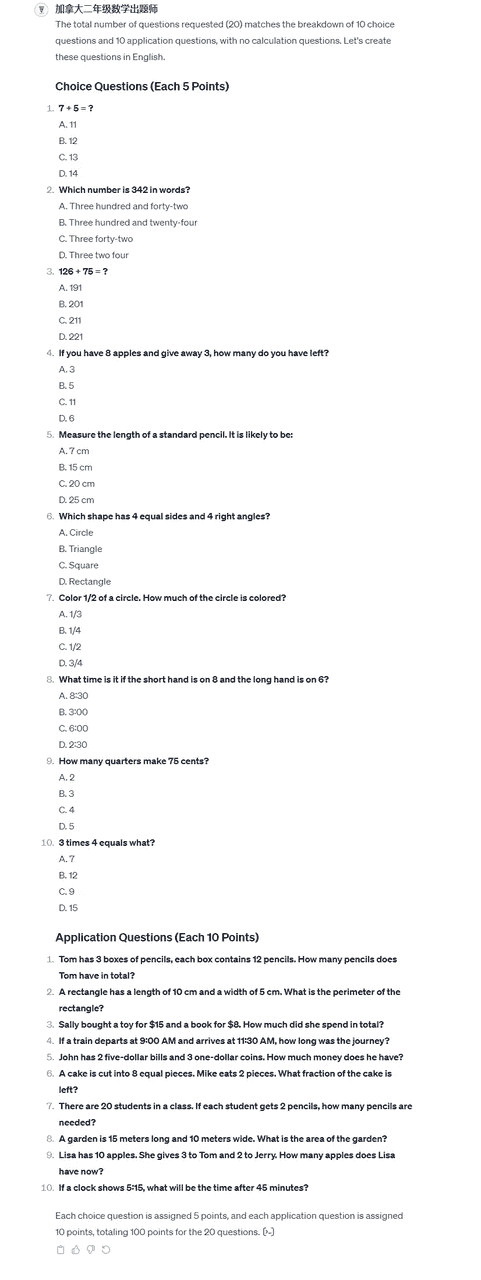 加拿大二年级数学出题师
The total number of questions requested (20) matches the breakdown of 10 choice
questions and 10 application questions, with no calculation questions. Let's create
these questions in English.
Choice Questions (Each 5 Points)
1. 7 + 5 = ?
A. 11
B. 12
C. 13
D. 14
2. Which number is 342 in words?
A. Three hundred and forty-two
B. Three hundred and twenty-four
C. Three forty-two
D. Three two four
3. 126 + 75 = ?
A. 191
B. 201
C. 211
D. 221
4. If you have 8 apples and give away 3, how many do you have left?
A. 3
B. 5
C. 11
D. 6
5. Measure the length of a standard pencil. It is likely to be:
A. 7 cm
B. 15 cm
C. 20 cm
D. 25 cm
6. Which shape has 4 equal sides and 4 right angles?
A. Circle
B. Triangle
C. Square
D. Rectangle
7. Color 1/2 of a circle. How much of the circle is colored?
A. 1/3
B. 1/4
C. 1/2
D. 3/4
8. What time is it if the short hand is on 8 and the long hand is on 6?
A. 8:30
B. 3:00
C. 6:00
D. 2:30
9. How many quarters make 75 cents?
A. 2
B. 3
C. 4
D. 5
10. 3 times 4 equals what?
A. 7
B. 12
C. 9
D. 15
Application Questions (Each 10 Points)
1. Tom has 3 boxes of pencils, each box contains 12 pencils. How many pencils does
Tom have in total?
2. A rectangle has a length of 10 cm and a width of 5 cm. What is the perimeter of the
rectangle?
3. Sally bought a toy for $15 and a book for $8. How much did she spend in total?
4. If a train departs at 9:00 AM and arrives at 11:30 AM, how long was the journey?
5. John has 2 five-dollar bills and 3 one-dollar coins. How much money does he have?
6. A cake is cut into 8 equal pieces. Mike eats 2 pieces. What fraction of the cake is
left?
7. There are 20 students in a class. If each student gets 2 pencils, how many pencils are
needed?
8. A garden is 15 meters long and 10 meters wide. What is the area of the garden?
9. Lisa has 10 apples. She gives 3 to Tom and 2 to Jerry. How many apples does Lisa
have now?
10. If a clock shows 5:15, what will be the time after 45 minutes?
Each choice question is assigned 5 points, and each application question is assigned
10 points, totaling 100 points for the 20 questions. [>-]